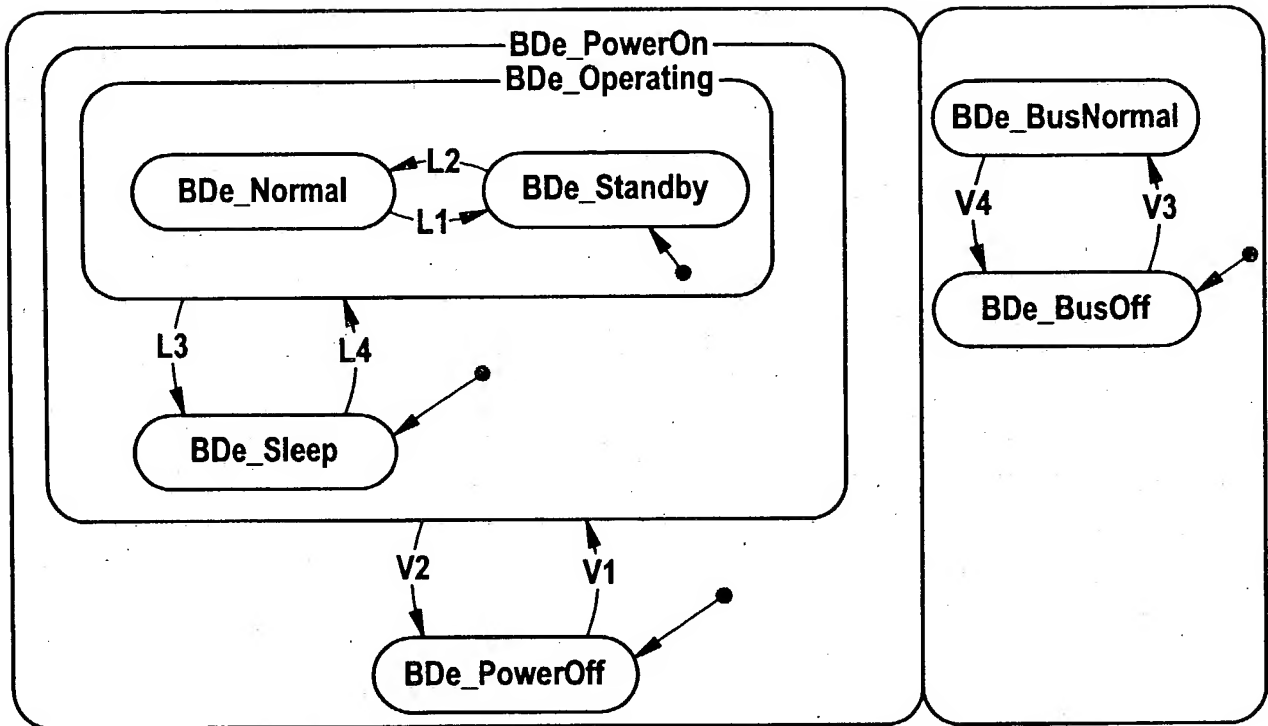 BDe_PowerOn
BDe_Operating
BDe_Normal
L2
L1
BDe_Standby
L3
L4
BDe_Sleep
V2
V1
BDe_PowerOff
BDe_BusNormal
V4
V3
BDe_BusOff